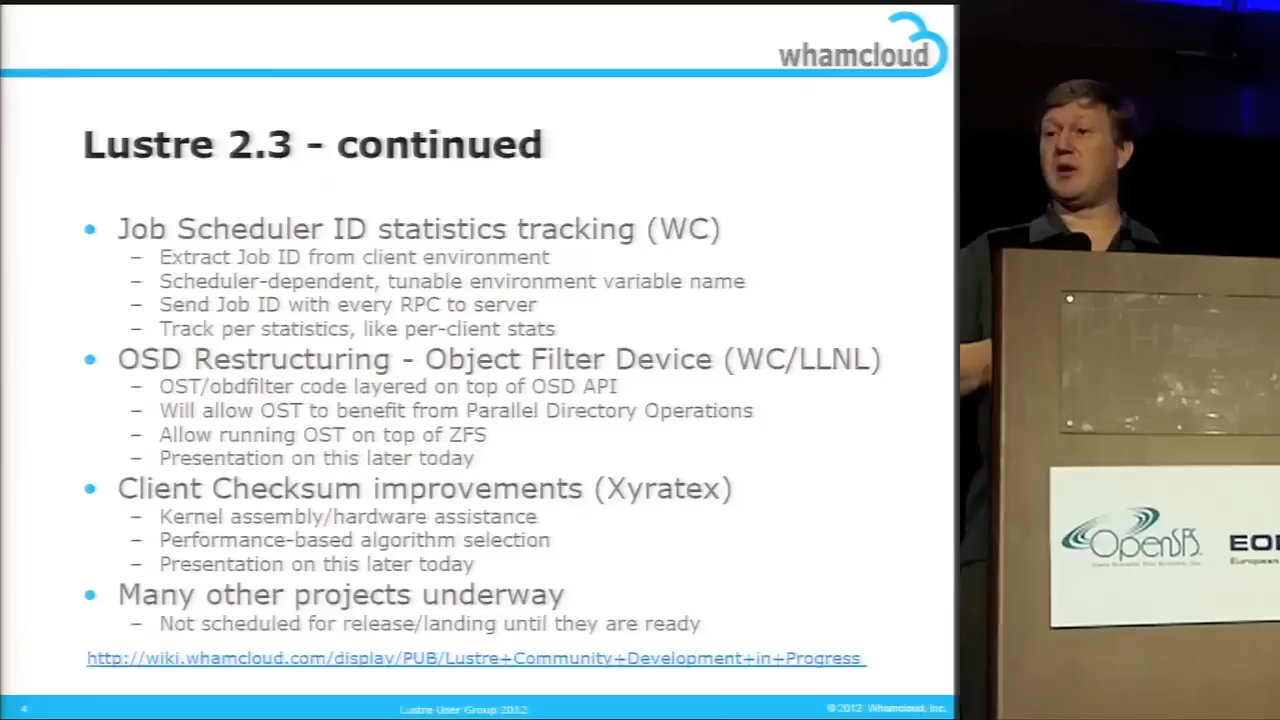 whamcloud
Lustre 2.3 - continued
• Job Scheduler ID statistics tracking (WC)
– Extract Job ID from client environment
– Scheduler-dependent, tunable environment variable name
– Send Job ID with every RPC to server
– Track per statistics, like per-client stats
• OSD Restructuring - Object Filter Device (WC/LLNL)
– OST/obdfilter code layered on top of OSD API
– Will allow OST to benefit from Parallel Directory Operations
– Allow running OST on top of ZFS
– Presentation on this later today
• Client Checksum improvements (Xyratex)
– Kernel assembly/hardware assistance
– Performance-based algorithm selection
– Presentation on this later today
• Many other projects underway
– Not scheduled for release/landing until they are ready
http://wiki.whamcloud.com/display/PUB/Lustre+Community+Development+in+Progress
4
Lustre User Group 2012
© 2012 Whamcloud, Inc.
OpenSFS
European